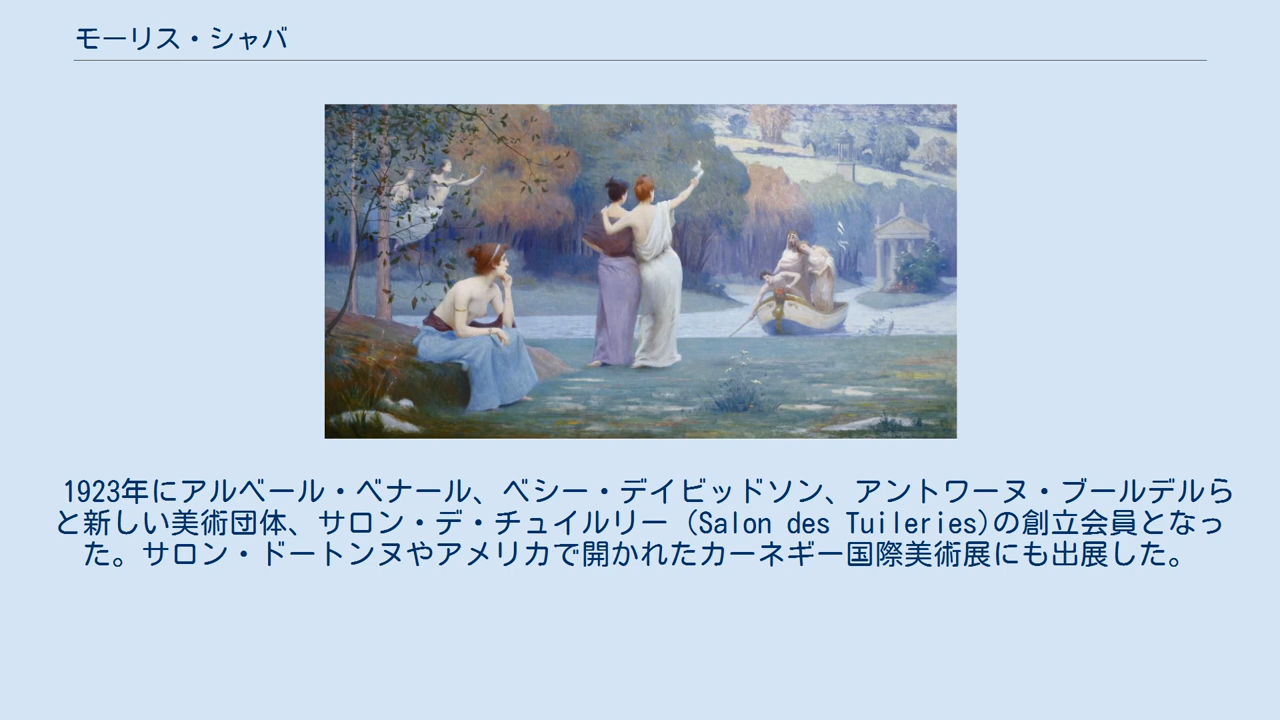 モーリス・シャバ
1923年にアルベール・ベナール、ベシー・デイビッドソン、アントワーヌ・ブールデルら
と新しい美術団体、サロン・デ・チュイルリー (Salon des Tuileries)の創立会員となっ
た。サロン・ドートンヌやアメリカで開かれたカーネギー国際美術展にも出展した。